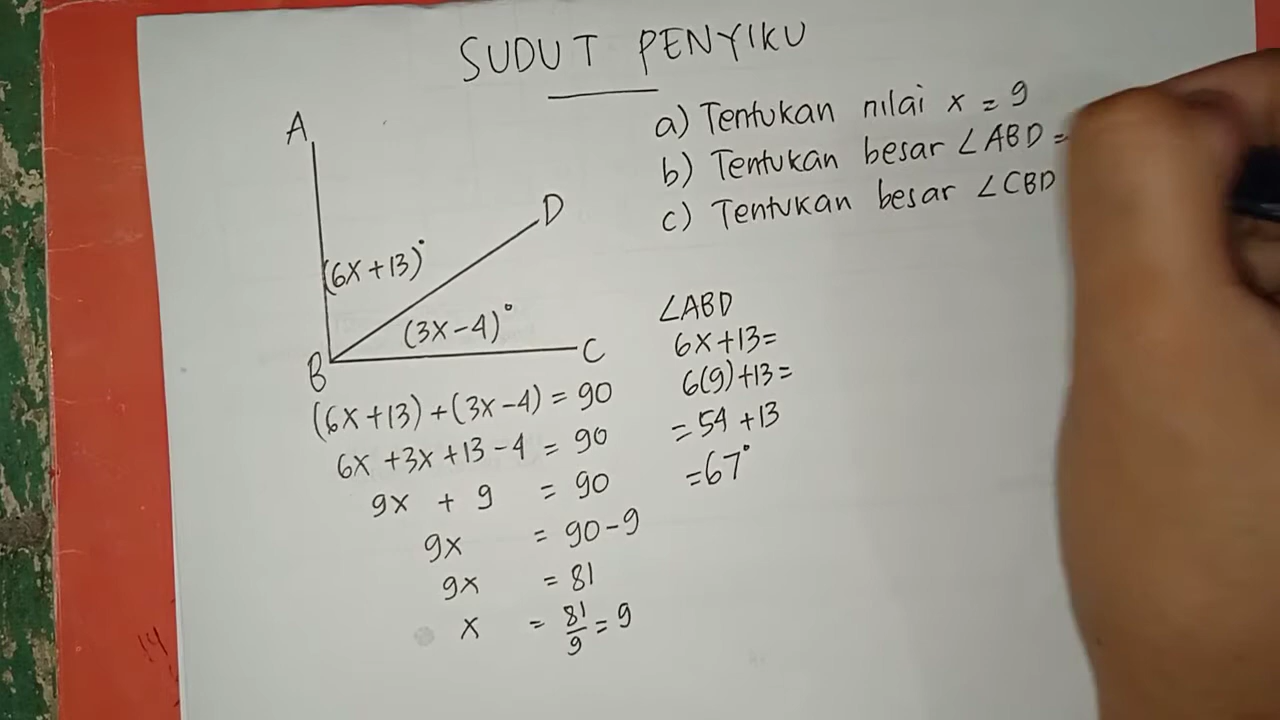 SUDUT PENYIKU
a) Tentukan nilai x = 9
b) Tentukan besar ∠ABD =
c) Tentukan besar ∠CBD
A
D
(6x+13)°
(3x-4)°
B
C
(6x+13)+(3x-4) = 90
6x +3x +13-4 = 90
9x + 9 = 90
9x = 90-9
9x = 81
x = 81/9 = 9
∠ABD
6x+13=
6(9)+13=
= 54 +13
= 67°